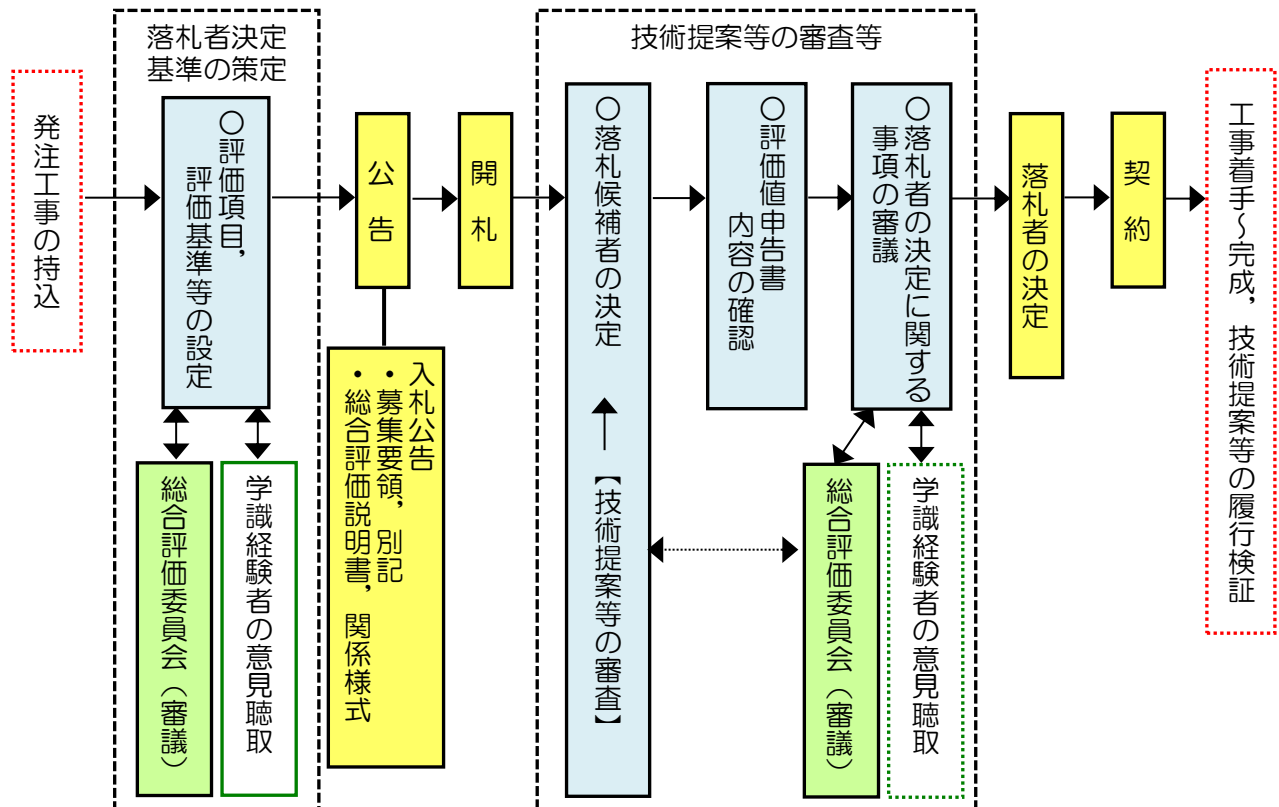 落札者決定
基準の策定
技術提案等の審査等
発注工事の持込
〇評価項目，
評価基準等の設定
公告
開札
〇落札候補者の決定
【技術提案等の審査】
〇評価値申告書
内容の確認
〇落札者の決定に関する
事項の審議
落札者の決定
契約
工事着手～完成，技術提案等の履行検証
入札公告
・募集要領，別記
・総合評価説明書，関係様式
総合評価委員会（審議）
学識経験者の意見聴取
総合評価委員会（審議）
学識経験者の意見聴取